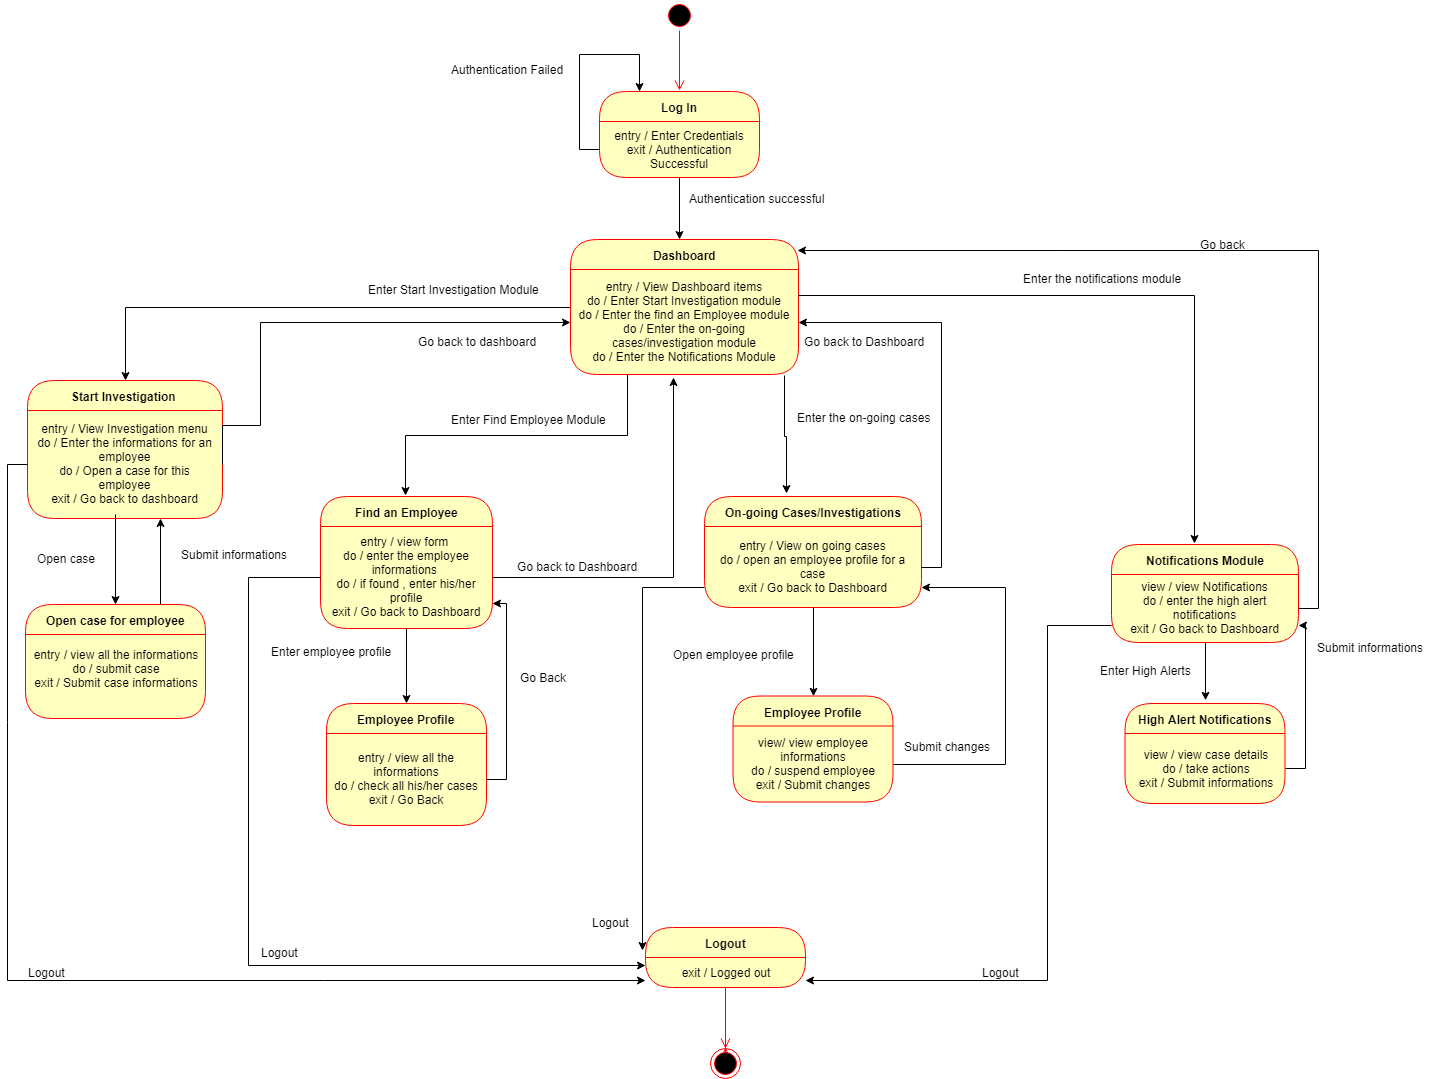 Authentication Failed
Log In
entry / Enter Credentials
exit / Authentication
Successful
Authentication successful
Dashboard
entry / View Dashboard items
do / Enter Start Investigation module
do / Enter the find an Employee module
do / Enter the on-going
cases/investigation module
do / Enter the Notifications Module
Go back
Enter the notifications module
Enter Start Investigation Module
Go back to dashboard
Go back to Dashboard
Start Investigation
entry / View Investigation menu
do / Enter the informations for an
employee
do / Open a case for this
employee
exit / Go back to dashboard
Enter Find Employee Module
Enter the on-going cases
Find an Employee
entry / view form
do / enter the employee
informations
do / if found , enter his/her
profile
exit / Go back to Dashboard
Go back to Dashboard
On-going Cases/Investigations
entry / View on going cases
do / open an employee profile for a
case
exit / Go back to Dashboard
Notifications Module
view / view Notifications
do / enter the high alert
notifications
exit / Go back to Dashboard
Open case
Submit informations
Open case for employee
entry / view all the informations
do / submit case
exit / Submit case informations
Enter employee profile
Go Back
Open employee profile
Enter High Alerts
Submit informations
Employee Profile
entry / view all the
informations
do / check all his/her cases
exit / Go Back
Employee Profile
view/ view employee
informations
do / suspend employee
exit / Submit changes
Submit changes
High Alert Notifications
view / view case details
do / take actions
exit / Submit informations
Logout
Logout
Logout
Logout
Logout
exit / Logged out